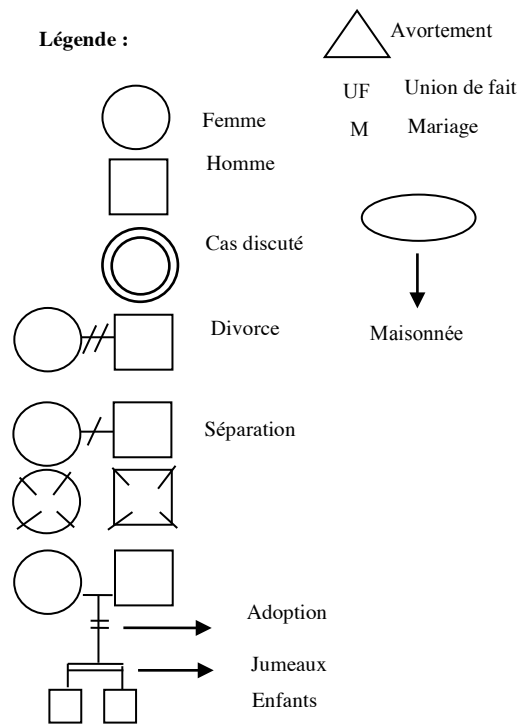 Légende :
Avortement
UF Union de fait
M Mariage
Femme
Homme
Cas discuté
Divorce
Maisonnée
Séparation
Adoption
Jumeaux
Enfants